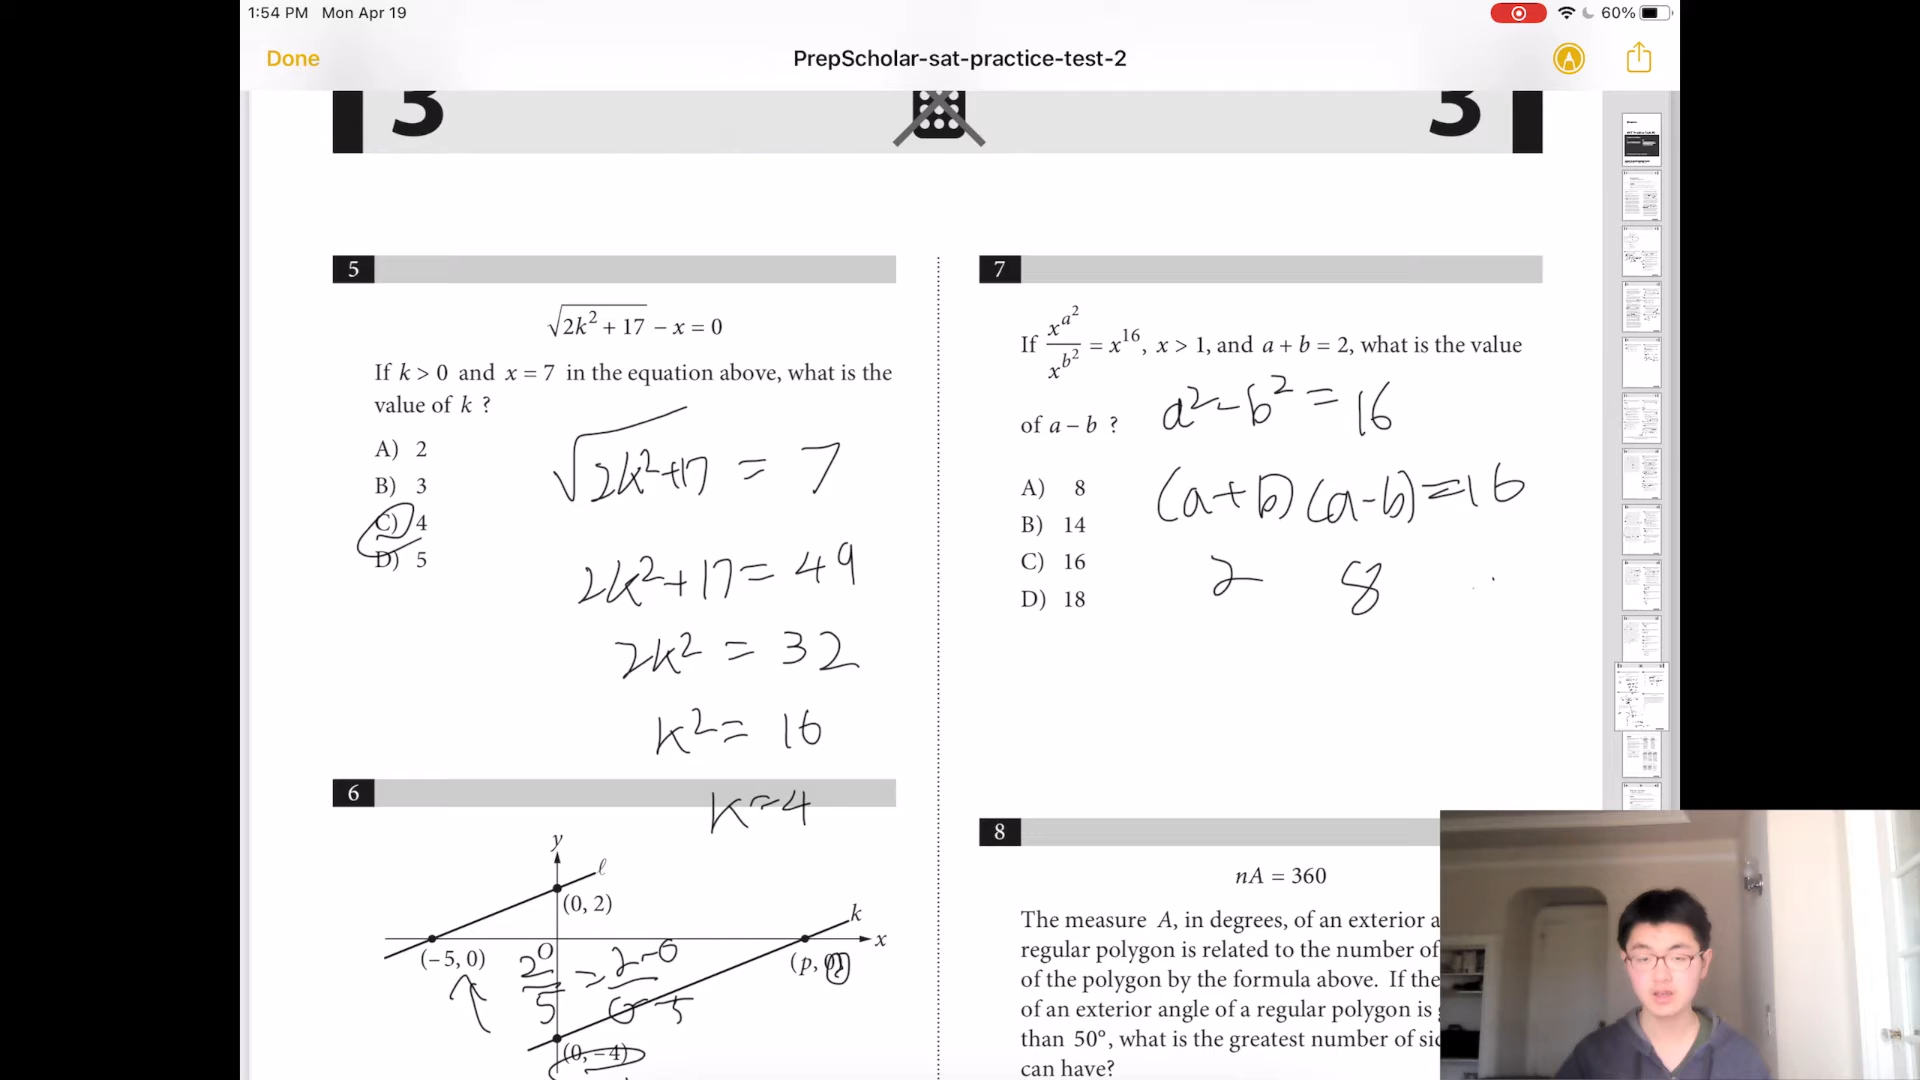 1:54 PM Mon Apr 19
60%
Done
PrepScholar-sat-practice-test-2
3
3
5
√2k² + 17 − x = 0
If k > 0 and x = 7 in the equation above, what is the
value of k ?
A) 2
B) 3
C) 4
D) 5
√2k²+17 = 7
2k²+17 = 49
2k² = 32
k² = 16
k = 4
6
y
ℓ
(0, 2)
k
x
(−5, 0)
(p, 0)
2/5 = 2-0/0-5
(0, −4)
7
If x^a² / x^b² = x^16, x > 1, and a + b = 2, what is the value
of a − b ?
a² - b² = 16
(a+b)(a-b) = 16
2 8
A) 8
B) 14
C) 16
D) 18
8
nA = 360
The measure A, in degrees, of an exterior a
regular polygon is related to the number of
of the polygon by the formula above. If the
of an exterior angle of a regular polygon is
than 50°, what is the greatest number of si
can have?